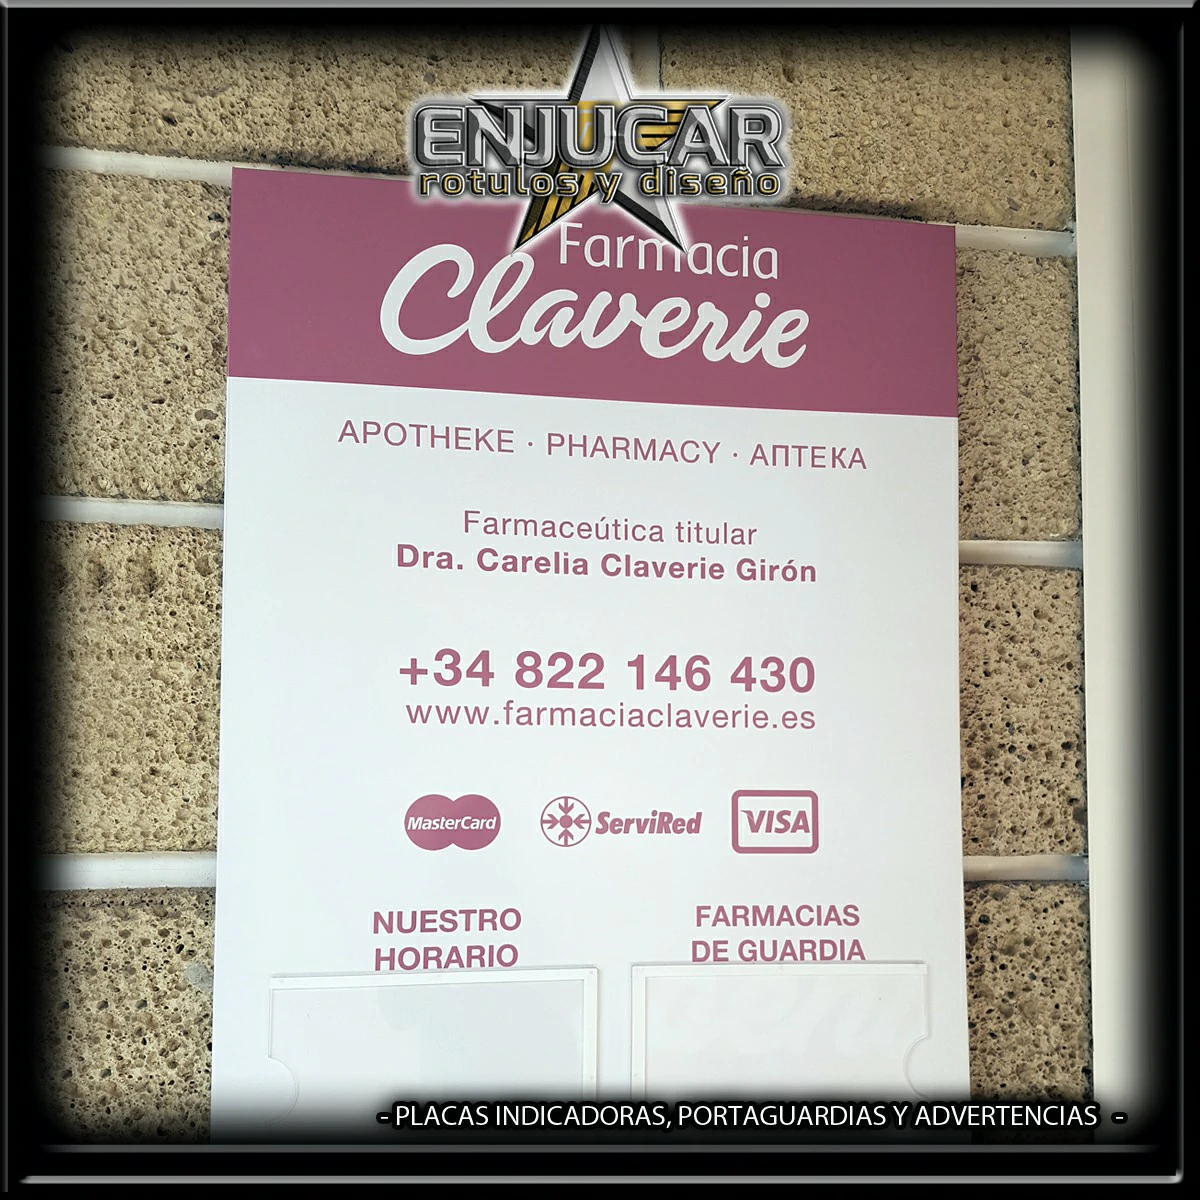 ENJUCAR
rotulos y diseño
Farmacia
Claverie
APOTHEKE · PHARMACY · АПТЕКА
Farmaceútica titular
Dra. Carelia Claverie Girón
+34 822 146 430
www.farmaciaclaverie.es
MasterCard
ServiRed
VISA
NUESTRO
HORARIO
FARMACIAS
DE GUARDIA
- PLACAS INDICADORAS, PORTAGUARDIAS Y ADVERTENCIAS -